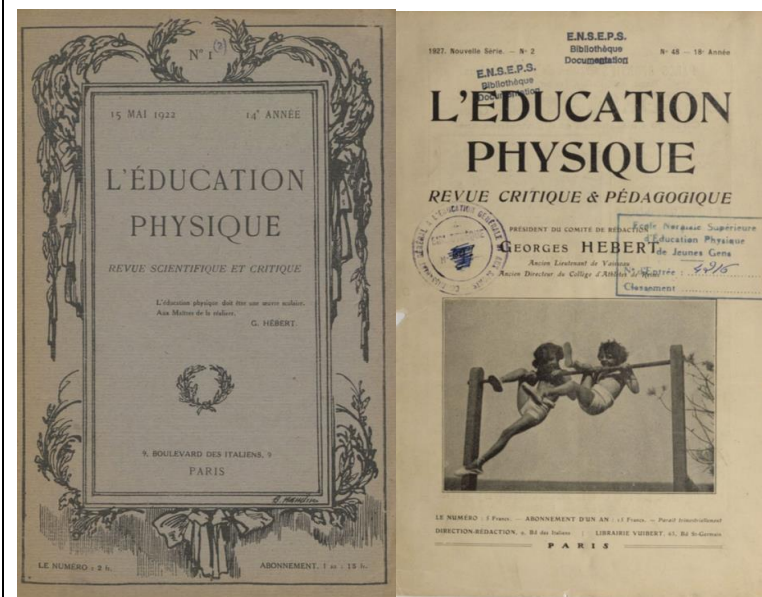 N° 1 (2)
15 MAI 1922 14e ANNÉE
L'ÉDUCATION
PHYSIQUE
REVUE SCIENTIFIQUE ET CRITIQUE
L'éducation physique doit être une œuvre scolaire.
Aux Maîtres de la réaliser.
G. HÉBERT.
9, BOULEVARD DES ITALIENS, 9
PARIS
LE NUMÉRO : 2 fr. ABONNEMENT, 1 an : 15 fr.
1927. Nouvelle Série. — N° 2 N° 48 — 18e Année
E.N.S.E.P.S.
Bibliothèque
Documentation
E.N.S.E.P.S.
Bibliothèque
Documentation
L'ÉDUCATION
PHYSIQUE
REVUE CRITIQUE & PÉDAGOGIQUE
PRÉSIDENT DU COMITÉ DE RÉDACTION
GEORGES HÉBERT
Ancien Lieutenant de Vaisseau
Ancien Directeur du Collège d'Athlètes de
École Normale Supérieure
d'Éducation Physique
de Jeunes Gens
N° d'Entrée :
Classement
LE NUMÉRO : 5 Francs. — ABONNEMENT D'UN AN : 15 Francs. — Paraît trimestriellement
DIRECTION-RÉDACTION, 9, Bd des Italiens | LIBRAIRIE VUIBERT, 63, Bd St-Germain
PARIS